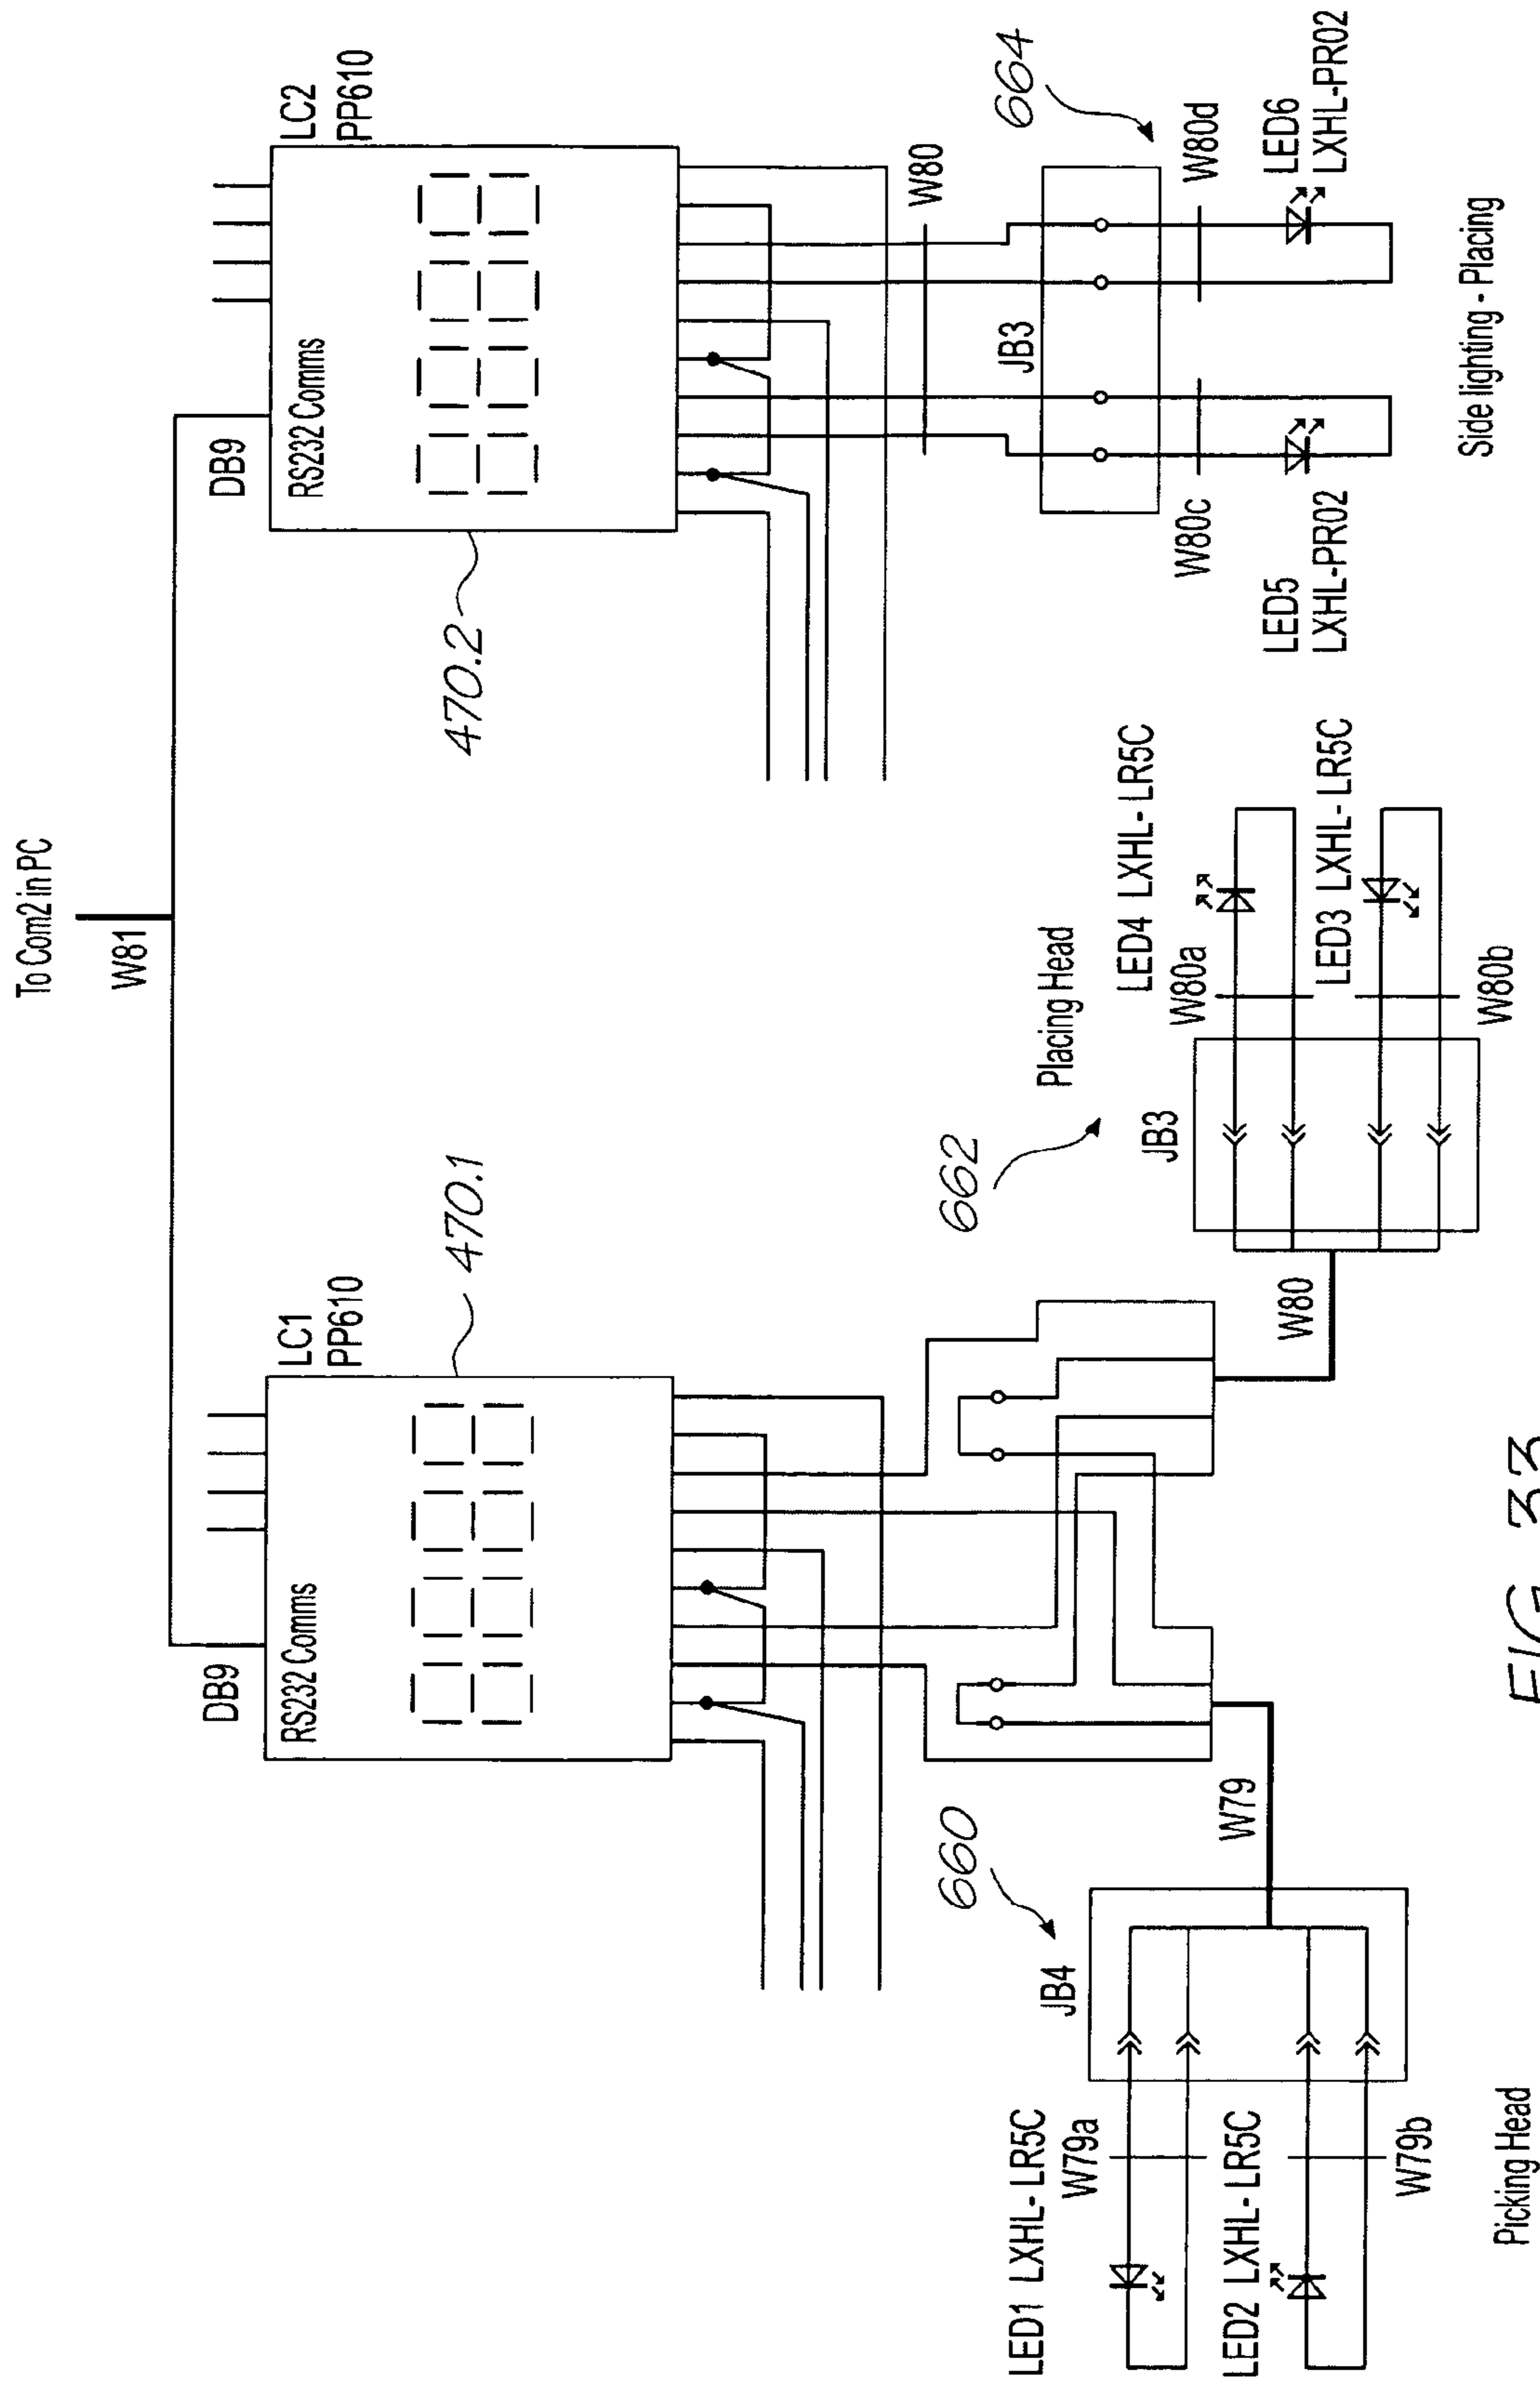 To Com2 in PC
W81
DB9
LC1
PP610
RS232 Comms
470.1
DB9
LC2
PP610
RS232 Comms
470.2
W80
664
JB3
W80c
W80d
LED5
LXHL-PR02
LED6
LXHL-PR02
Side lighting - Placing
660
JB4
W79
LED1 LXHL-LR5C
W79a
LED2 LXHL-LR5C
W79b
Picking Head
662
Placing Head
JB3
W80
LED4 LXHL-LR5C
W80a
LED3 LXHL-LR5C
W80b
FIG. 33